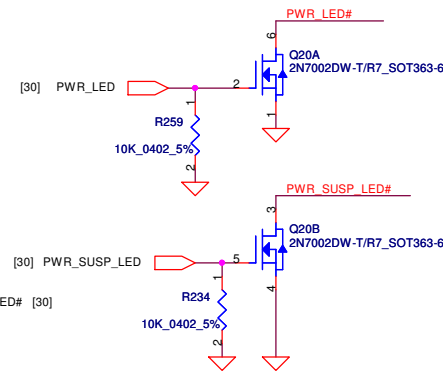 PWR_LED#
6
Q20A
2N7002DW-T/R7_SOT363-6
[30] PWR_LED
2
1
1
R259
10K_0402_5%
2
PWR_SUSP_LED#
3
Q20B
2N7002DW-T/R7_SOT363-6
[30] PWR_SUSP_LED
5
4
1
ED# [30]
R234
10K_0402_5%
2